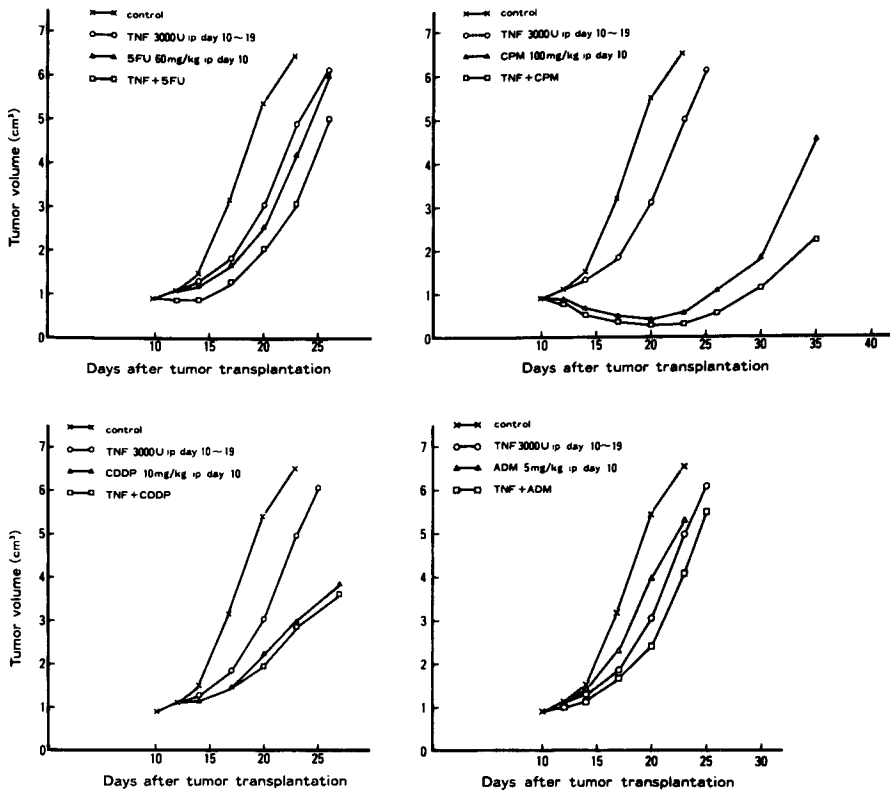 control
TNF 3000U ip day 10~19
5FU 60mg/kg ip day 10
TNF+5FU
7
6
5
4
3
2
1
0
Tumor volume (cm³)
10 15 20 25
Days after tumor transplantation
control
TNF 3000U ip day 10~19
CPM 100mg/kg ip day 10
TNF+CPM
7
6
5
4
3
2
1
0
10 15 20 25 30 35 40
Days after tumor transplantation
control
TNF 3000U ip day 10~19
CDDP 10mg/kg ip day 10
TNF+CDDP
7
6
5
4
3
2
1
0
Tumor volume (cm³)
10 15 20 25
Days after tumor transplantation
control
TNF 3000U ip day 10~19
ADM 5mg/kg ip day 10
TNF+ADM
7
6
5
4
3
2
1
0
10 15 20 25 30
Days after tumor transplantation